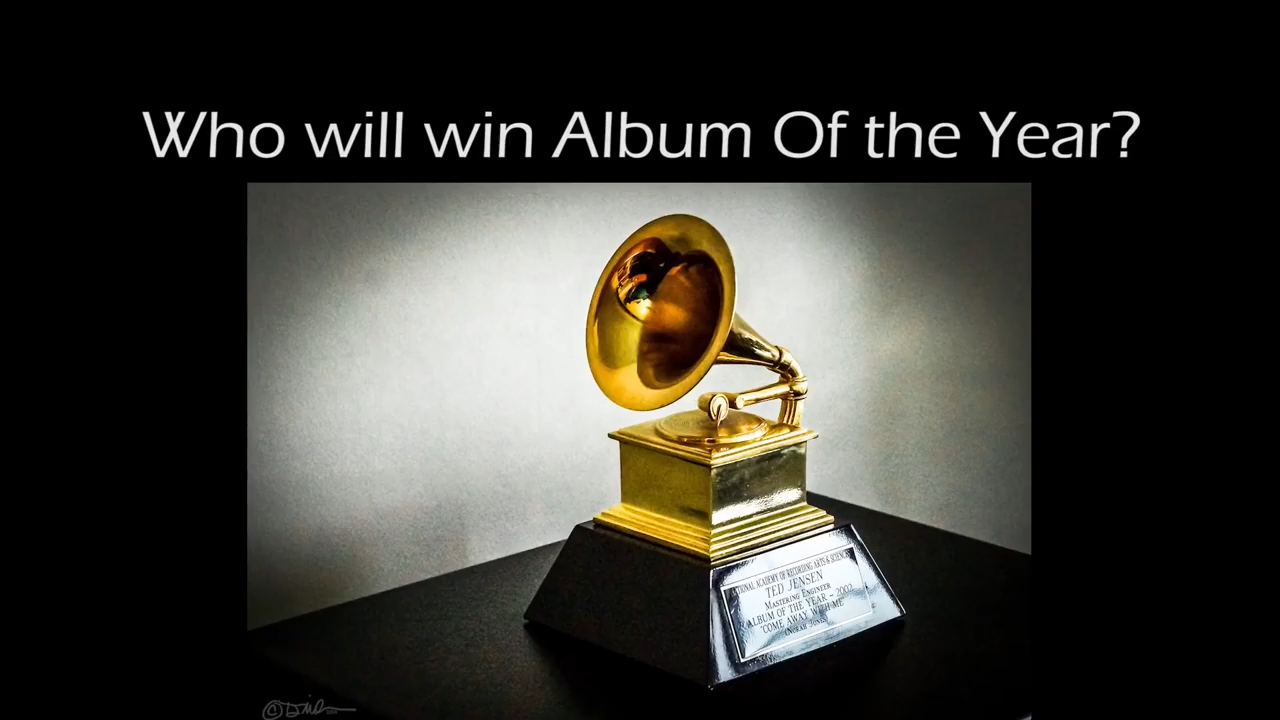 Who will win Album Of the Year?
NATIONAL ACADEMY OF RECORDING ARTS & SCIENCES
TED JENSEN
MASTERING ENGINEER
ALBUM OF THE YEAR - 2002
"COME AWAY WITH ME"
(NORAH JONES)
©